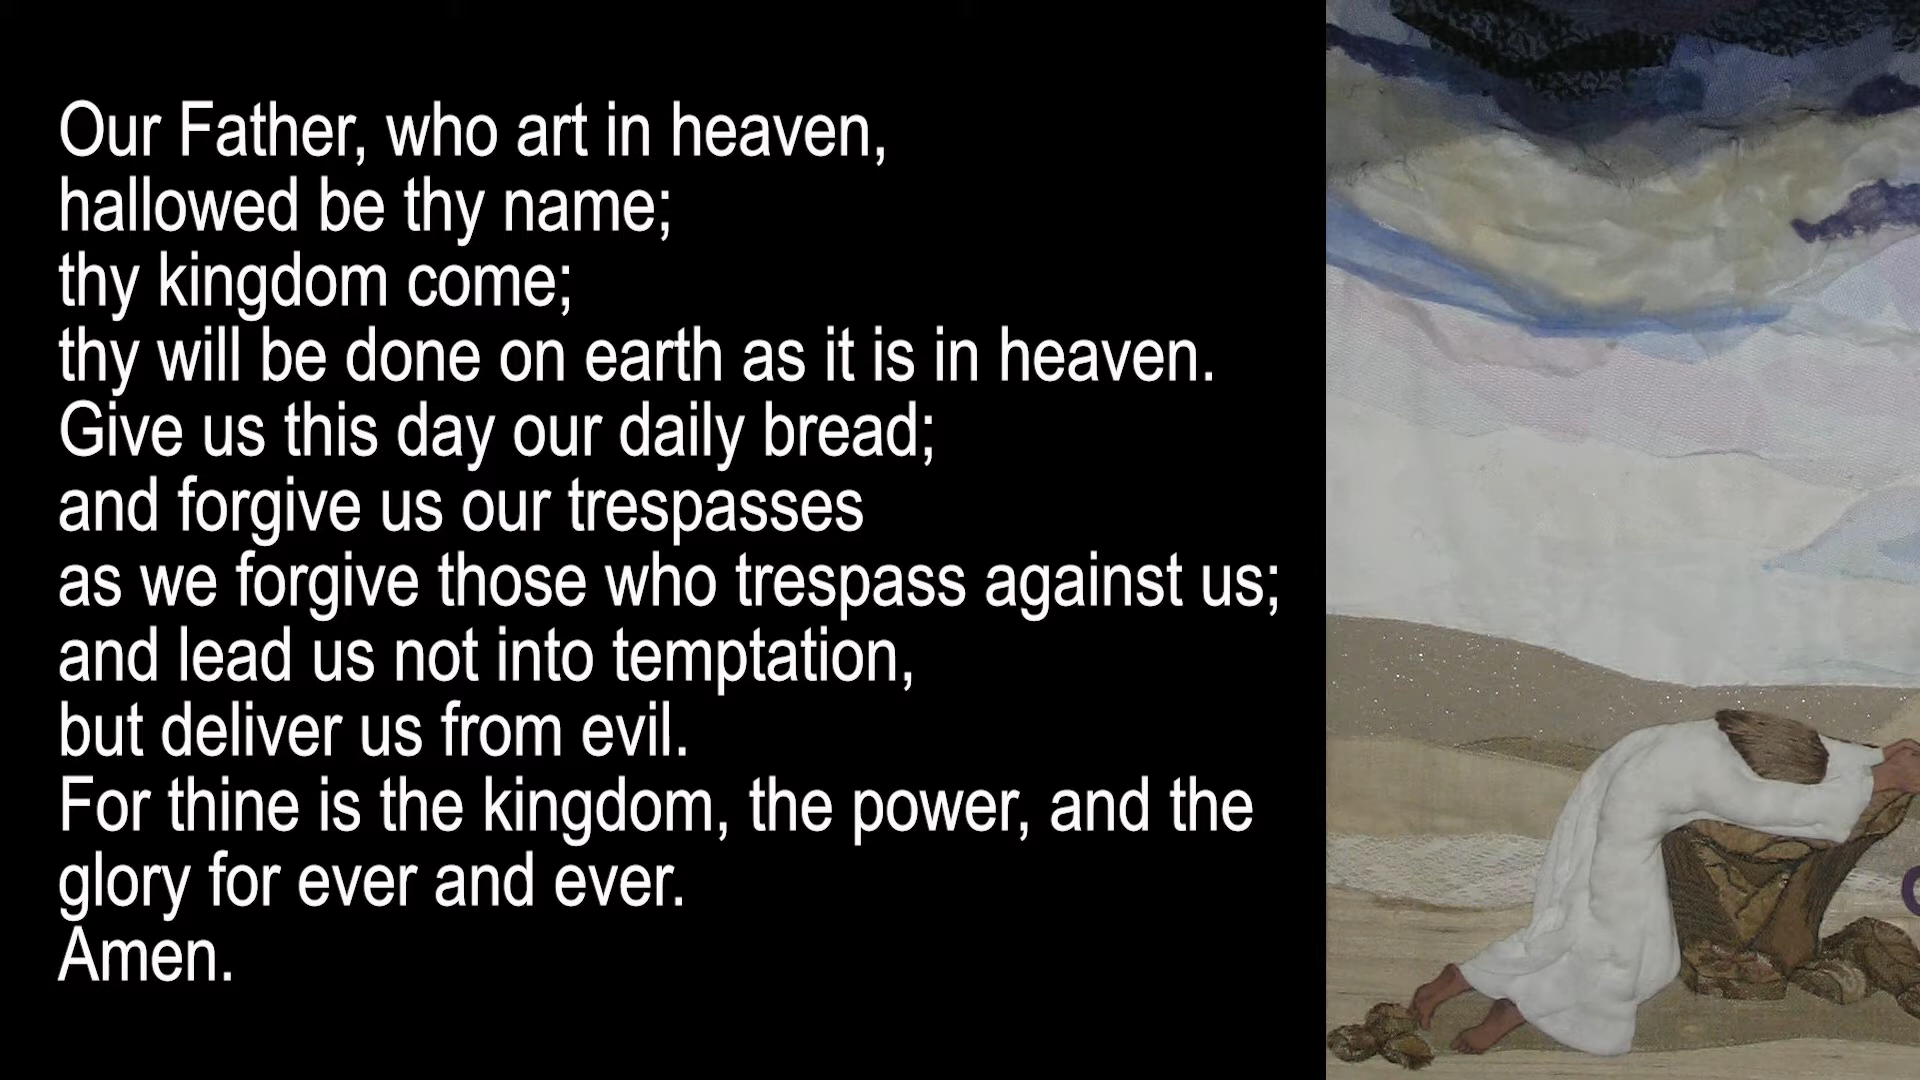 Our Father, who art in heaven,
hallowed be thy name;
thy kingdom come;
thy will be done on earth as it is in heaven.
Give us this day our daily bread;
and forgive us our trespasses
as we forgive those who trespass against us;
and lead us not into temptation,
but deliver us from evil.
For thine is the kingdom, the power, and the
glory for ever and ever.
Amen.